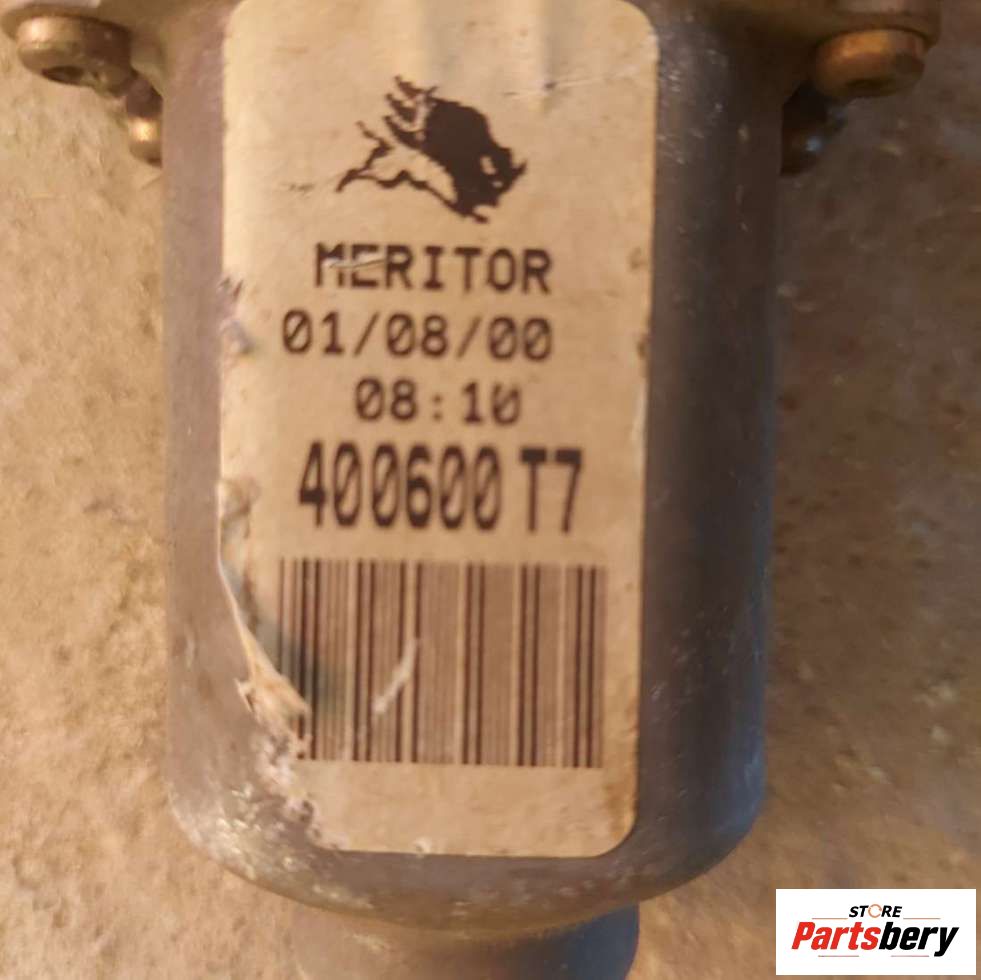 MERITOR
01/08/00
08:10
400600 T7
STORE
Partsbery